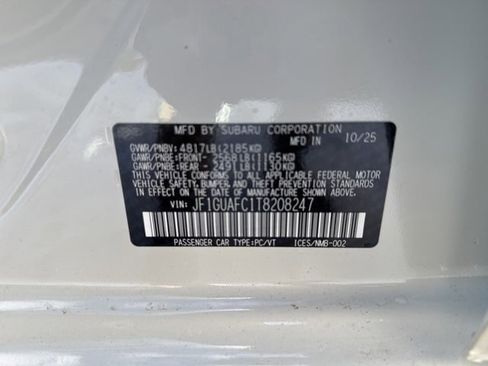 MFD BY SUBARU CORPORATION 10/25
GVWR/PNBV: 4817LB(2185KG)
GAWR/PNBE:FRONT- 2568LB(1165KG)
GAWR/PNBE:REAR - 2491LB(1130KG)
THIS VEHICLE CONFORMS TO ALL APPLICABLE
FEDERAL MOTOR VEHICLE SAFETY,
BUMPER, AND THEFT PREVENTION STANDARDS
IN EFFECT ON THE DATE OF MANUFACTURE
SHOWN ABOVE.
VIN: JF1GUAFC1T8208247
PASSENGER CAR TYPE:PC/VT ICES/NMB-002